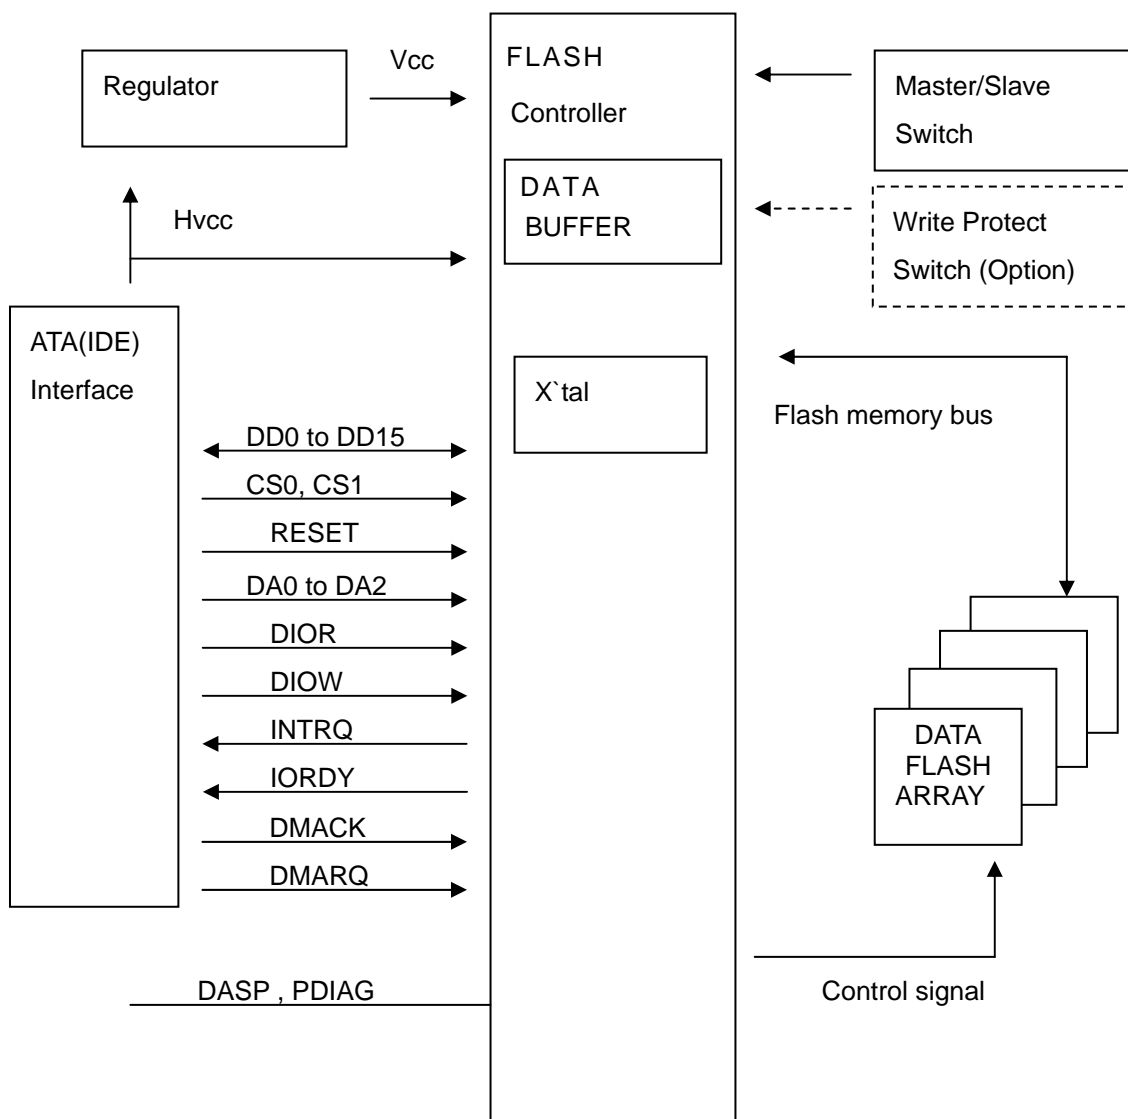 Regulator
Vcc
FLASH
Controller
Master/Slave
Switch
DATA
BUFFER
Hvcc
Write Protect
Switch (Option)
ATA(IDE)
Interface
X`tal
Flash memory bus
DD0 to DD15
CS0, CS1
RESET
DA0 to DA2
DIOR
DIOW
INTRQ
IORDY
DMACK
DMARQ
DATA
FLASH
ARRAY
DASP , PDIAG
Control signal